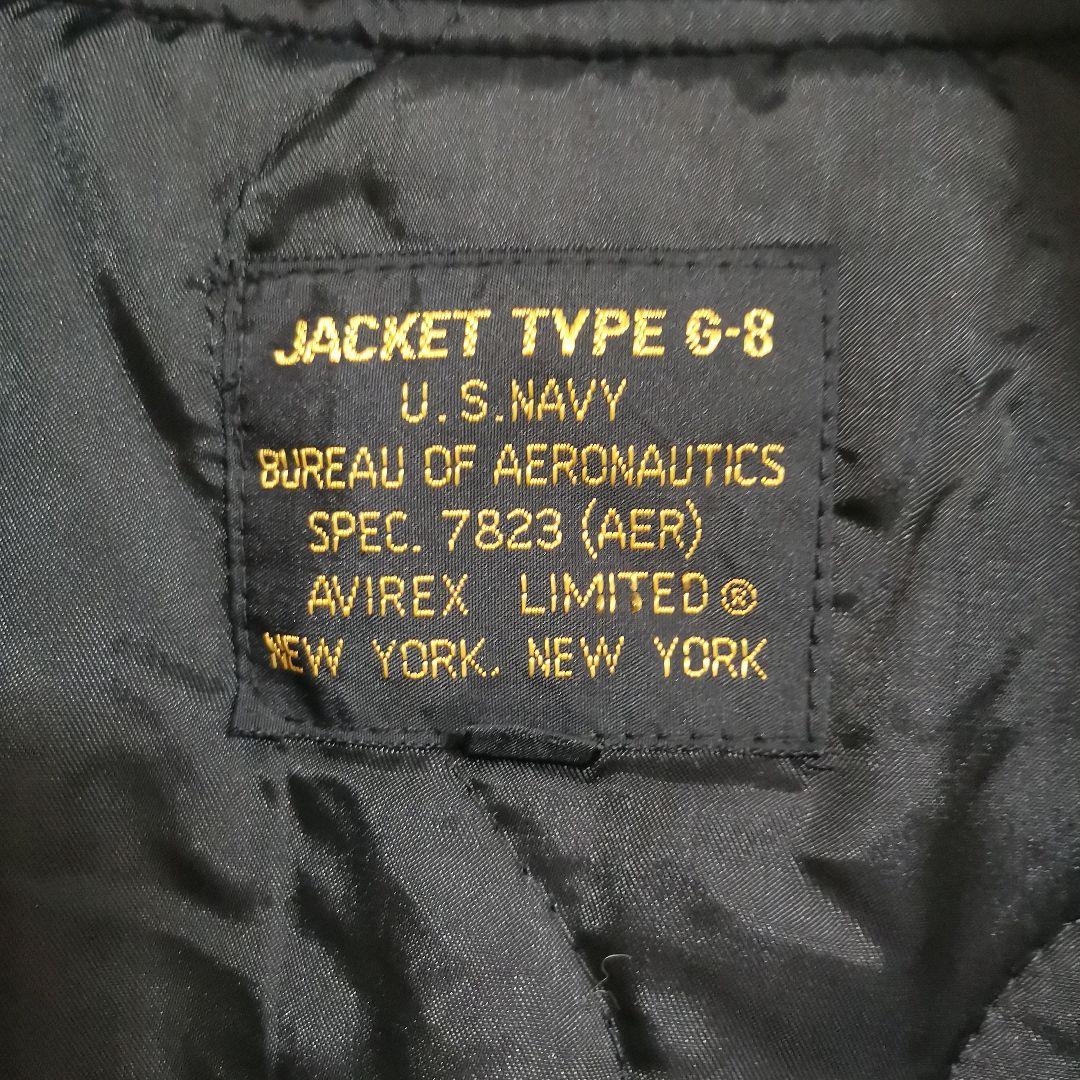 JACKET TYPE G-8
U.S.NAVY
BUREAU OF AERONAUTICS
SPEC. 7823 (AER)
AVIREX LIMITED®
NEW YORK. NEW YORK